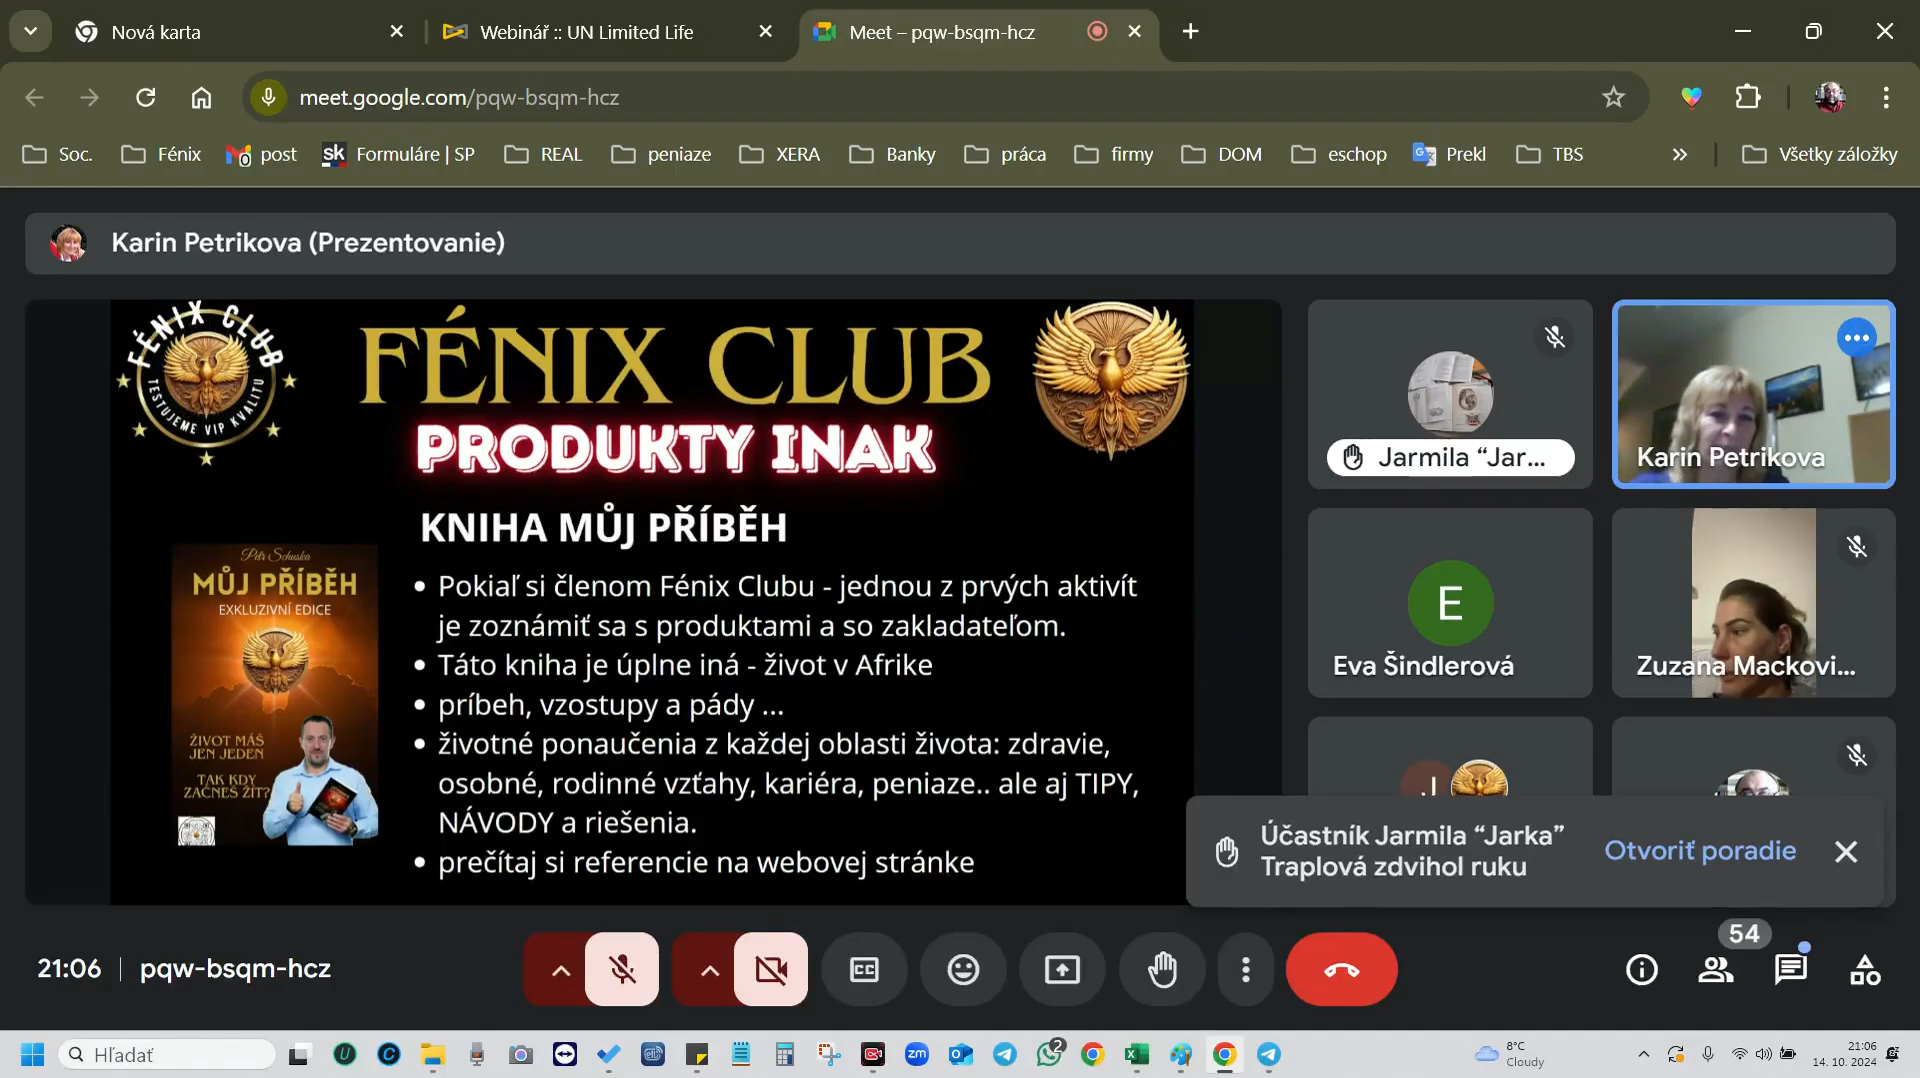 Nová karta
Webinář :: UN Limited Life
Meet – pqw-bsqm-hcz
meet.google.com/pqw-bsqm-hcz
Soc.
Fénix
post
Formuláre | SP
REAL
peniaze
XERA
Banky
práca
firmy
DOM
eschop
Prekl
TBS
Všetky záložky
Karin Petrikova (Prezentovanie)
FÉNIX CLUB
TESTUJEME VIP KVALITU
FÉNIX CLUB
PRODUKTY INAK
KNIHA MŮJ PŘÍBĚH
Petr Schuska
MŮJ PŘÍBĚH
EXKLUZIVNÍ EDICE
ŽIVOT MÁŠ
JEN JEDEN
TAK KDY
ZAČNEŠ ŽÍT?
• Pokiaľ si členom Fénix Clubu - jednou z prvých aktivít
je zoznámiť sa s produktami a so zakladateľom.
• Táto kniha je úplne iná - život v Afrike
• príbeh, vzostupy a pády ...
• životné ponaučenia z každej oblasti života: zdravie,
osobné, rodinné vzťahy, kariéra, peniaze.. ale aj TIPY,
NÁVODY a riešenia.
• prečítaj si referencie na webovej stránke
Jarmila “Jar...
Karin Petrikova
E
Eva Šindlerová
Zuzana Mackovi...
J
Účastník Jarmila “Jarka”
Traplová zdvihol ruku
Otvoriť poradie
21:06
pqw-bsqm-hcz
54
Hľadať
2
8°C
Cloudy
21:06
14. 10. 2024